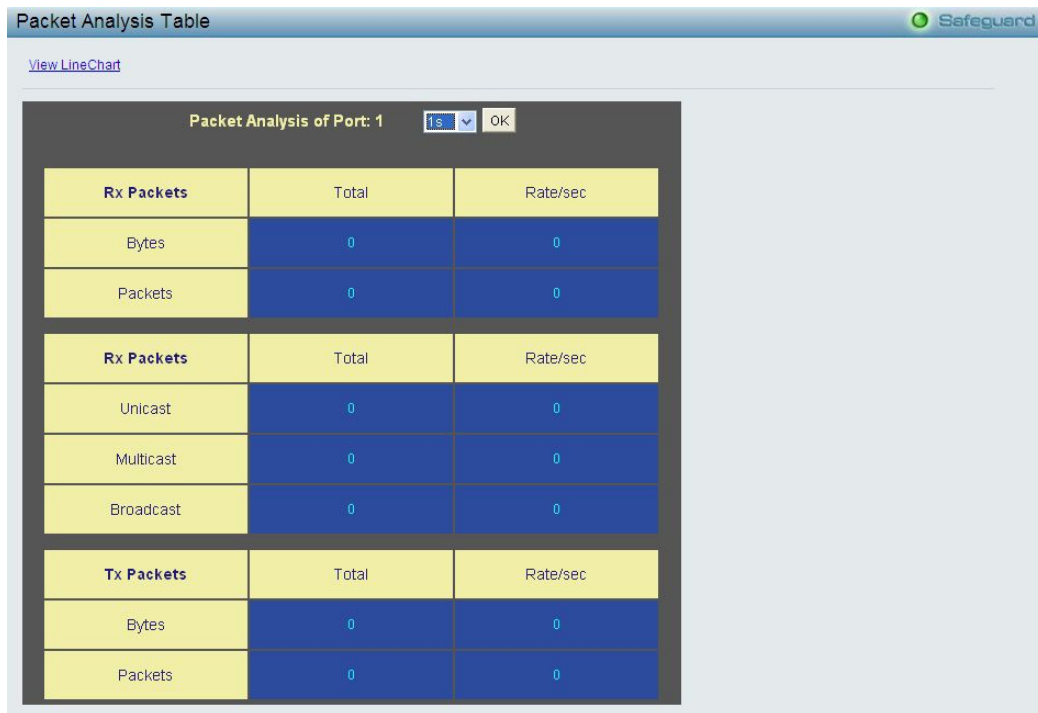 Packet Analysis Table
Safeguard
View LineChart
Packet Analysis of Port: 1 1s OK
Rx Packets Total Rate/sec
Bytes 0 0
Packets 0 0
Rx Packets Total Rate/sec
Unicast 0 0
Multicast 0 0
Broadcast 0 0
Tx Packets Total Rate/sec
Bytes 0 0
Packets 0 0